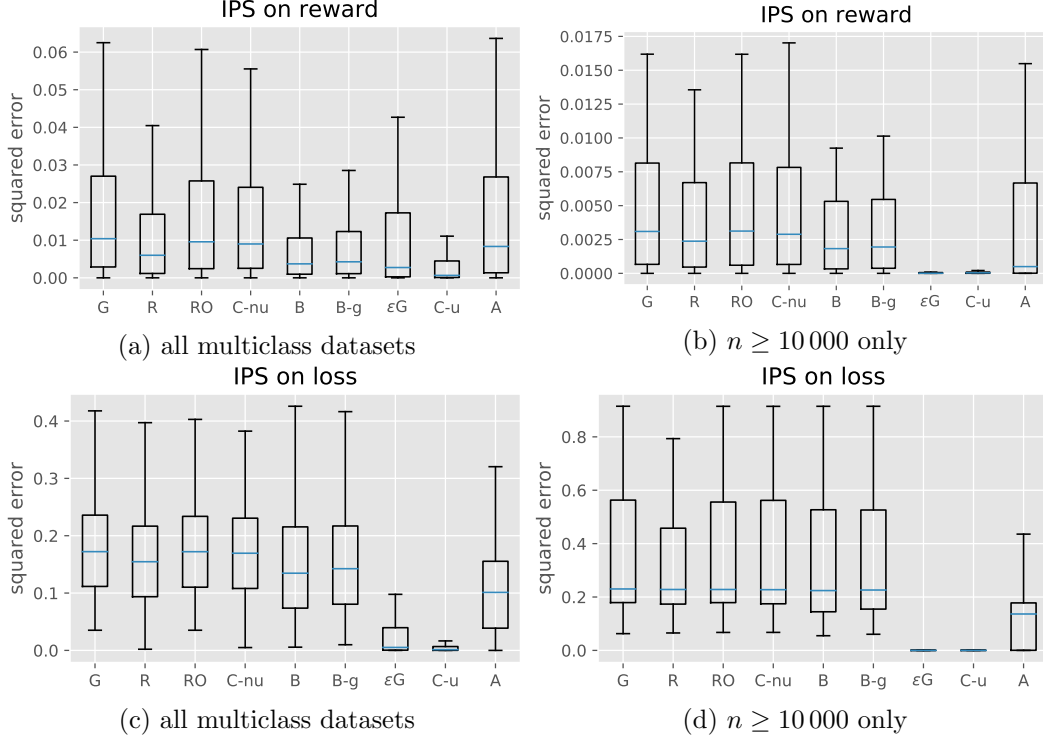 IPS on reward
squared error
0.06
0.05
0.04
0.03
0.02
0.01
0.00
G R RO C-nu B B-g εG C-u A
(a) all multiclass datasets
IPS on reward
squared error
0.0175
0.0150
0.0125
0.0100
0.0075
0.0050
0.0025
0.0000
G R RO C-nu B B-g εG C-u A
(b) n ≥ 10 000 only
IPS on loss
squared error
0.4
0.3
0.2
0.1
0.0
G R RO C-nu B B-g εG C-u A
(c) all multiclass datasets
IPS on loss
squared error
0.8
0.6
0.4
0.2
0.0
G R RO C-nu B B-g εG C-u A
(d) n ≥ 10 000 only